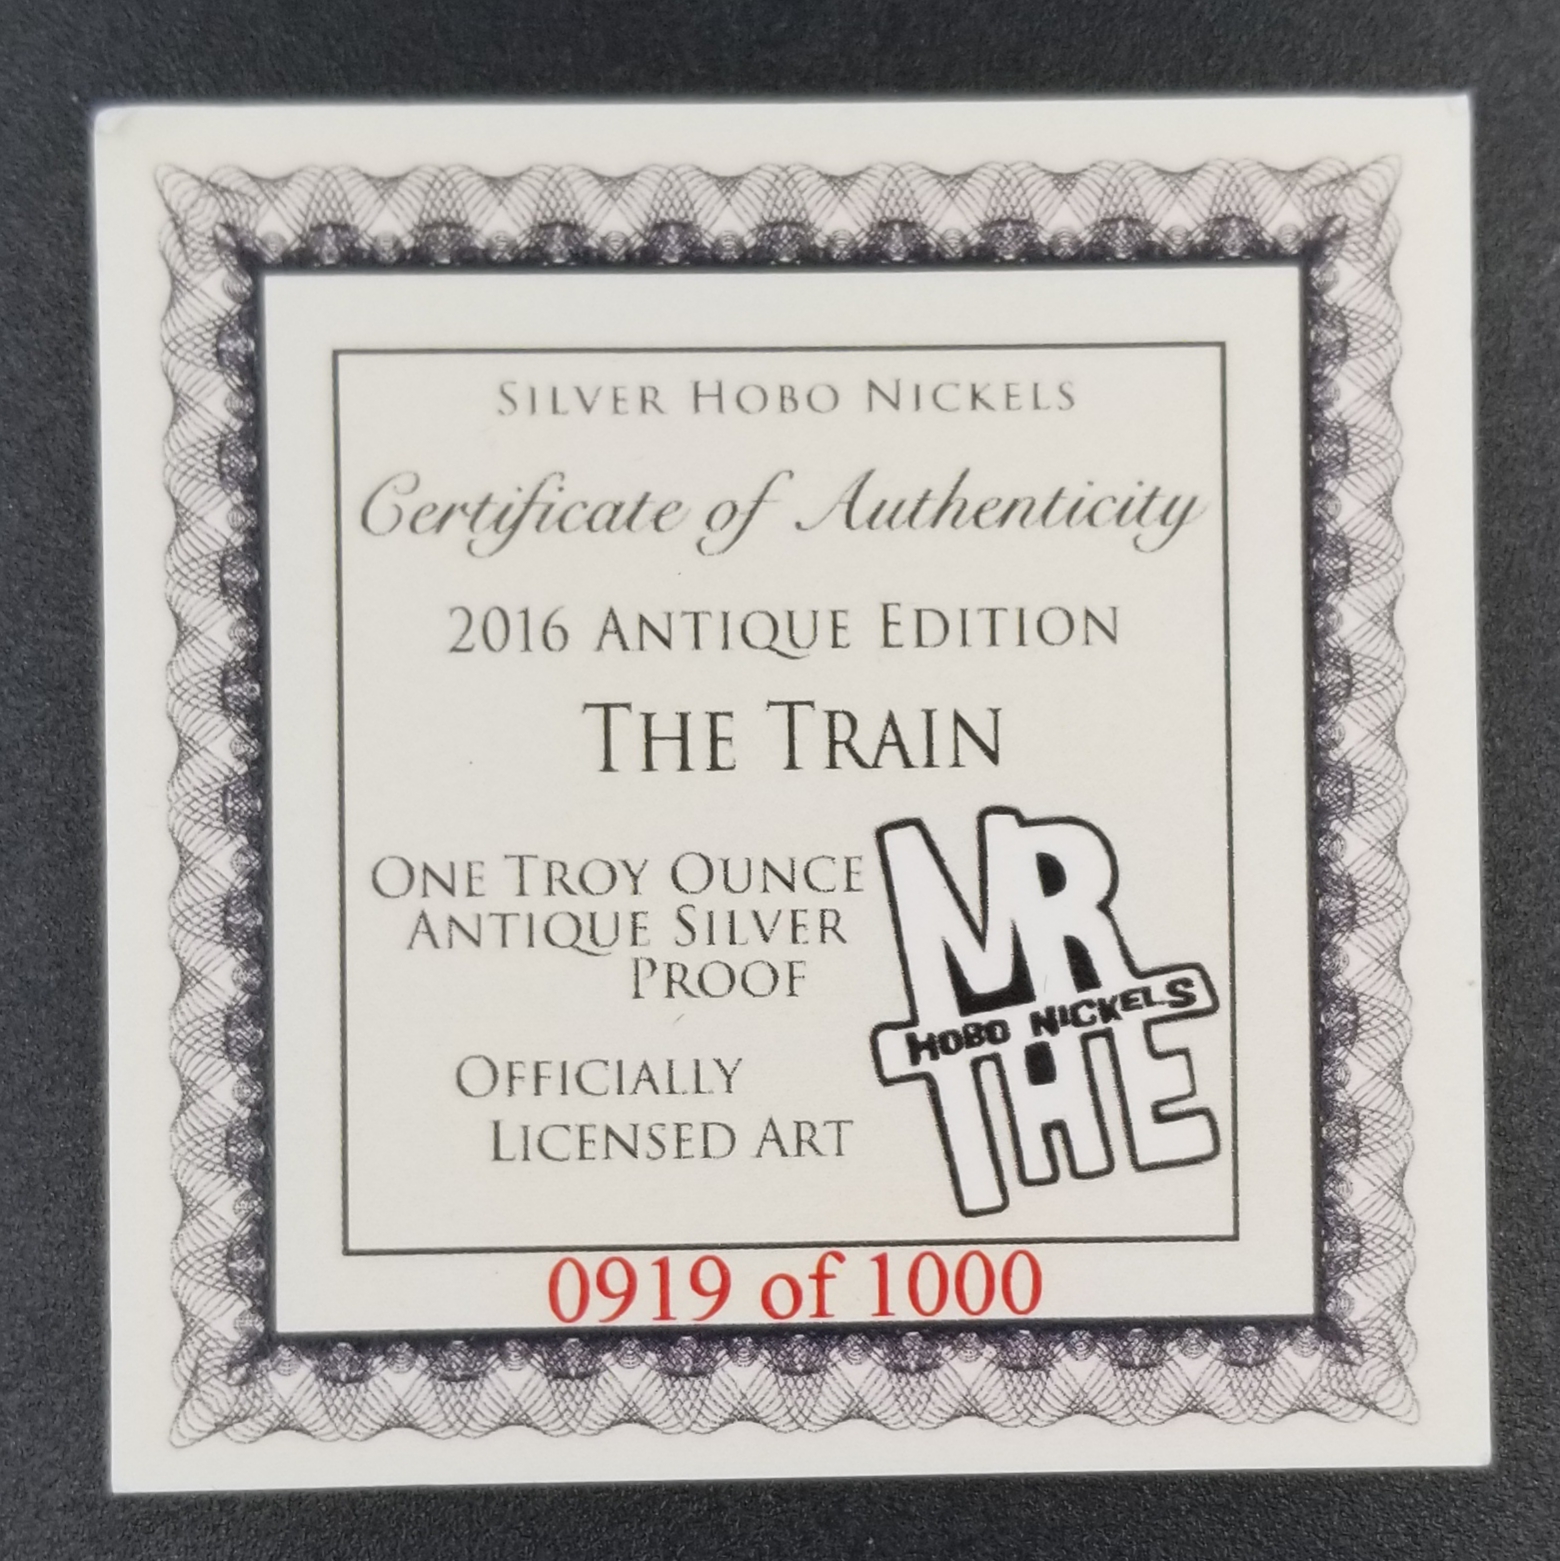 SILVER HOBO NICKELS
Certificate of Authenticity
2016 ANTIQUE EDITION
THE TRAIN
ONE TROY OUNCE
ANTIQUE SILVER
PROOF
OFFICIALLY
LICENSED ART
MR
HOBO NICKELS
THE
0919 of 1000